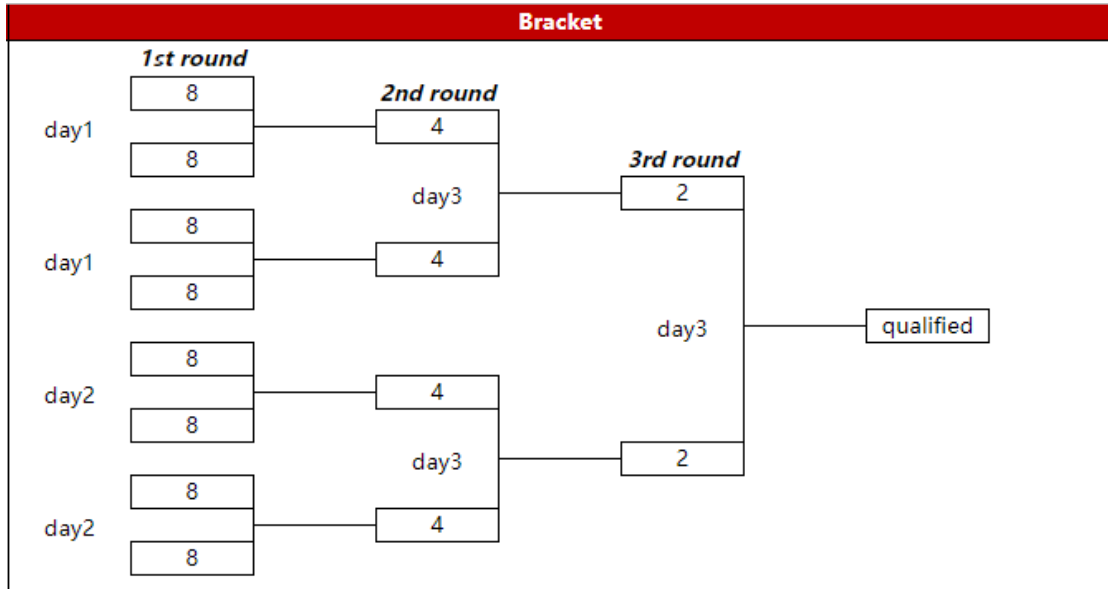 Bracket
1st round
8
2nd round
day1
4
8
3rd round
day3
2
8
day1
4
8
day3
qualified
8
day2
4
8
day3
2
8
day2
4
8